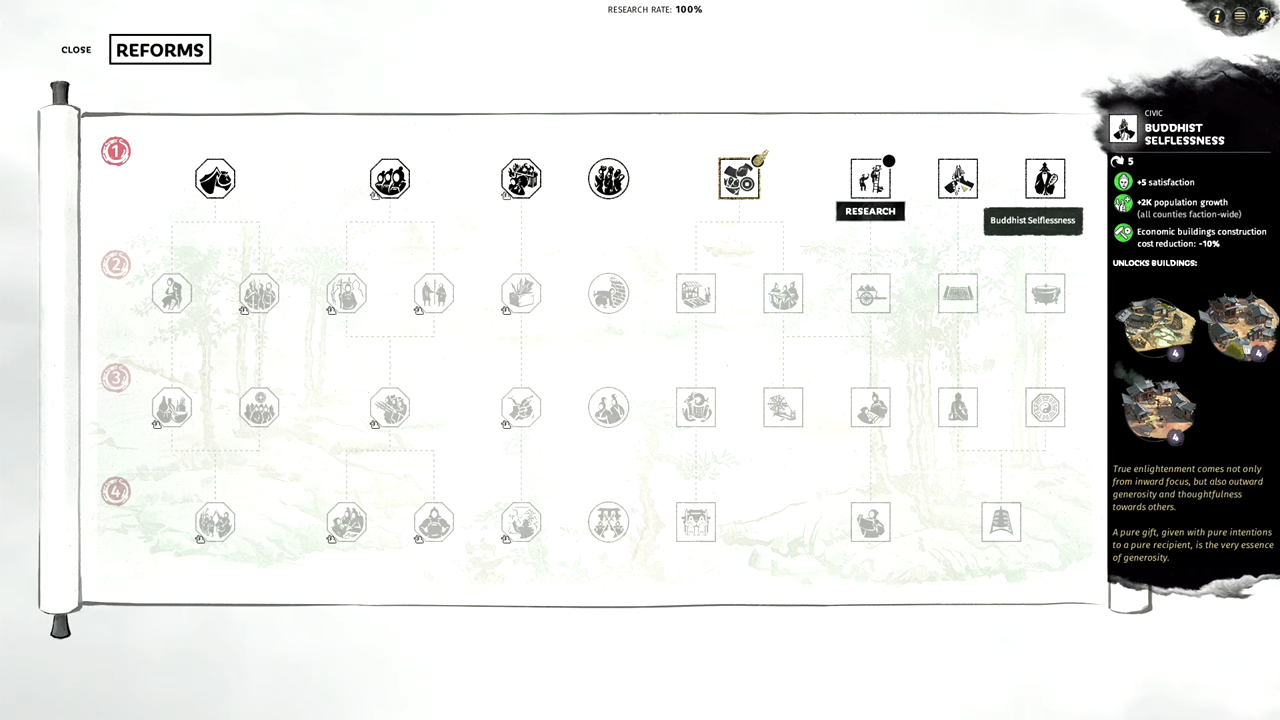 RESEARCH RATE: 100%
CLOSE
REFORMS
1
2
3
4
RESEARCH
Buddhist Selflessness
CIVIC
BUDDHIST
SELFLESSNESS
5
+5 satisfaction
+2K population growth
(all counties faction-wide)
Economic buildings construction
cost reduction: -10%
UNLOCKS BUILDINGS:
4
4
4
True enlightenment comes not only
from inward focus, but also outward
generosity and thoughtfulness
towards others.
A pure gift, given with pure intentions
to a pure recipient, is the very essence
of generosity.